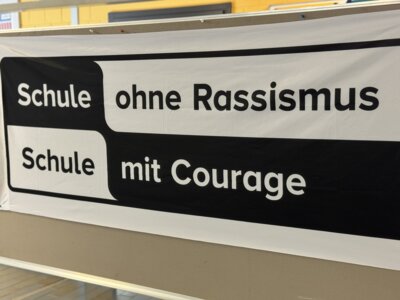 Schule ohne Rassismus
Schule mit Courage